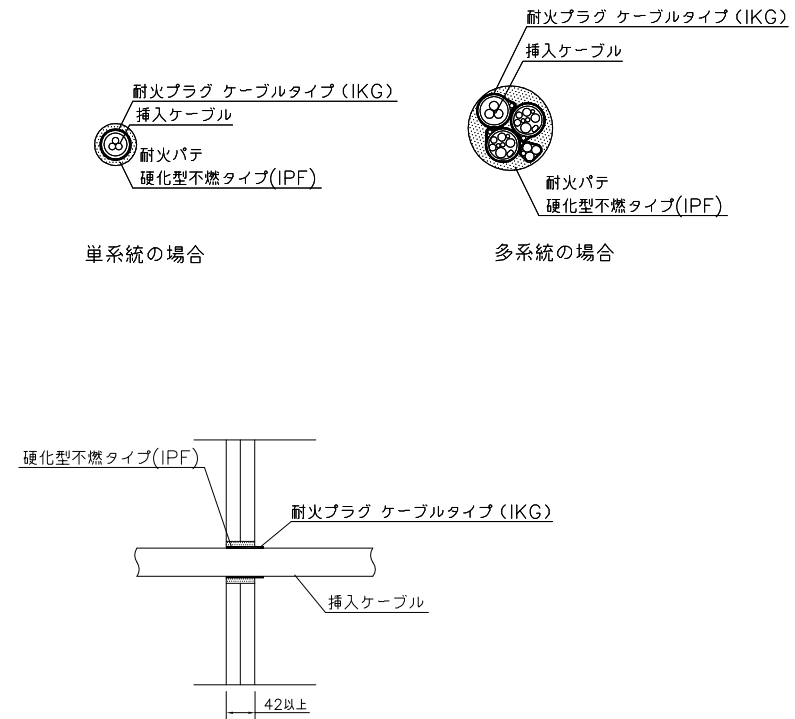 耐火プラグ ケーブルタイプ (IKG)
挿入ケーブル
耐火パテ
硬化型不燃タイプ(IPF)
単系統の場合
耐火プラグ ケーブルタイプ (IKG)
挿入ケーブル
耐火パテ
硬化型不燃タイプ(IPF)
多系統の場合
硬化型不燃タイプ(IPF)
耐火プラグ ケーブルタイプ (IKG)
挿入ケーブル
42以上